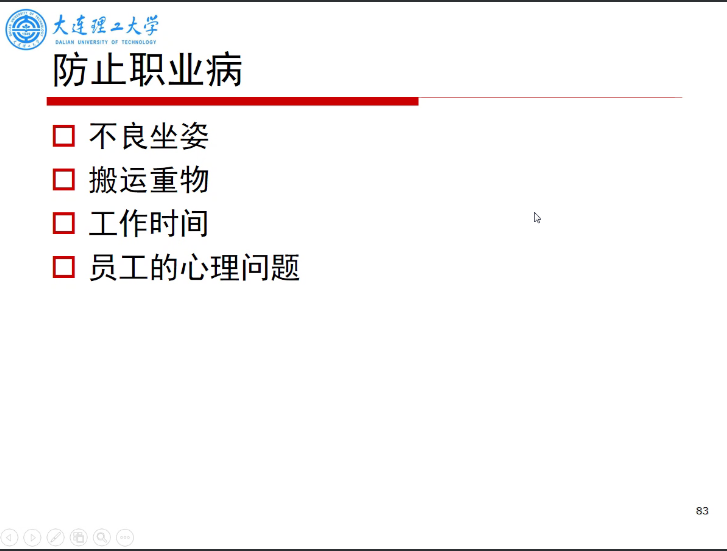 大连理工大学
DALIAN UNIVERSITY OF TECHNOLOGY
防止职业病
不良坐姿
搬运重物
工作时间
员工的心理问题
83